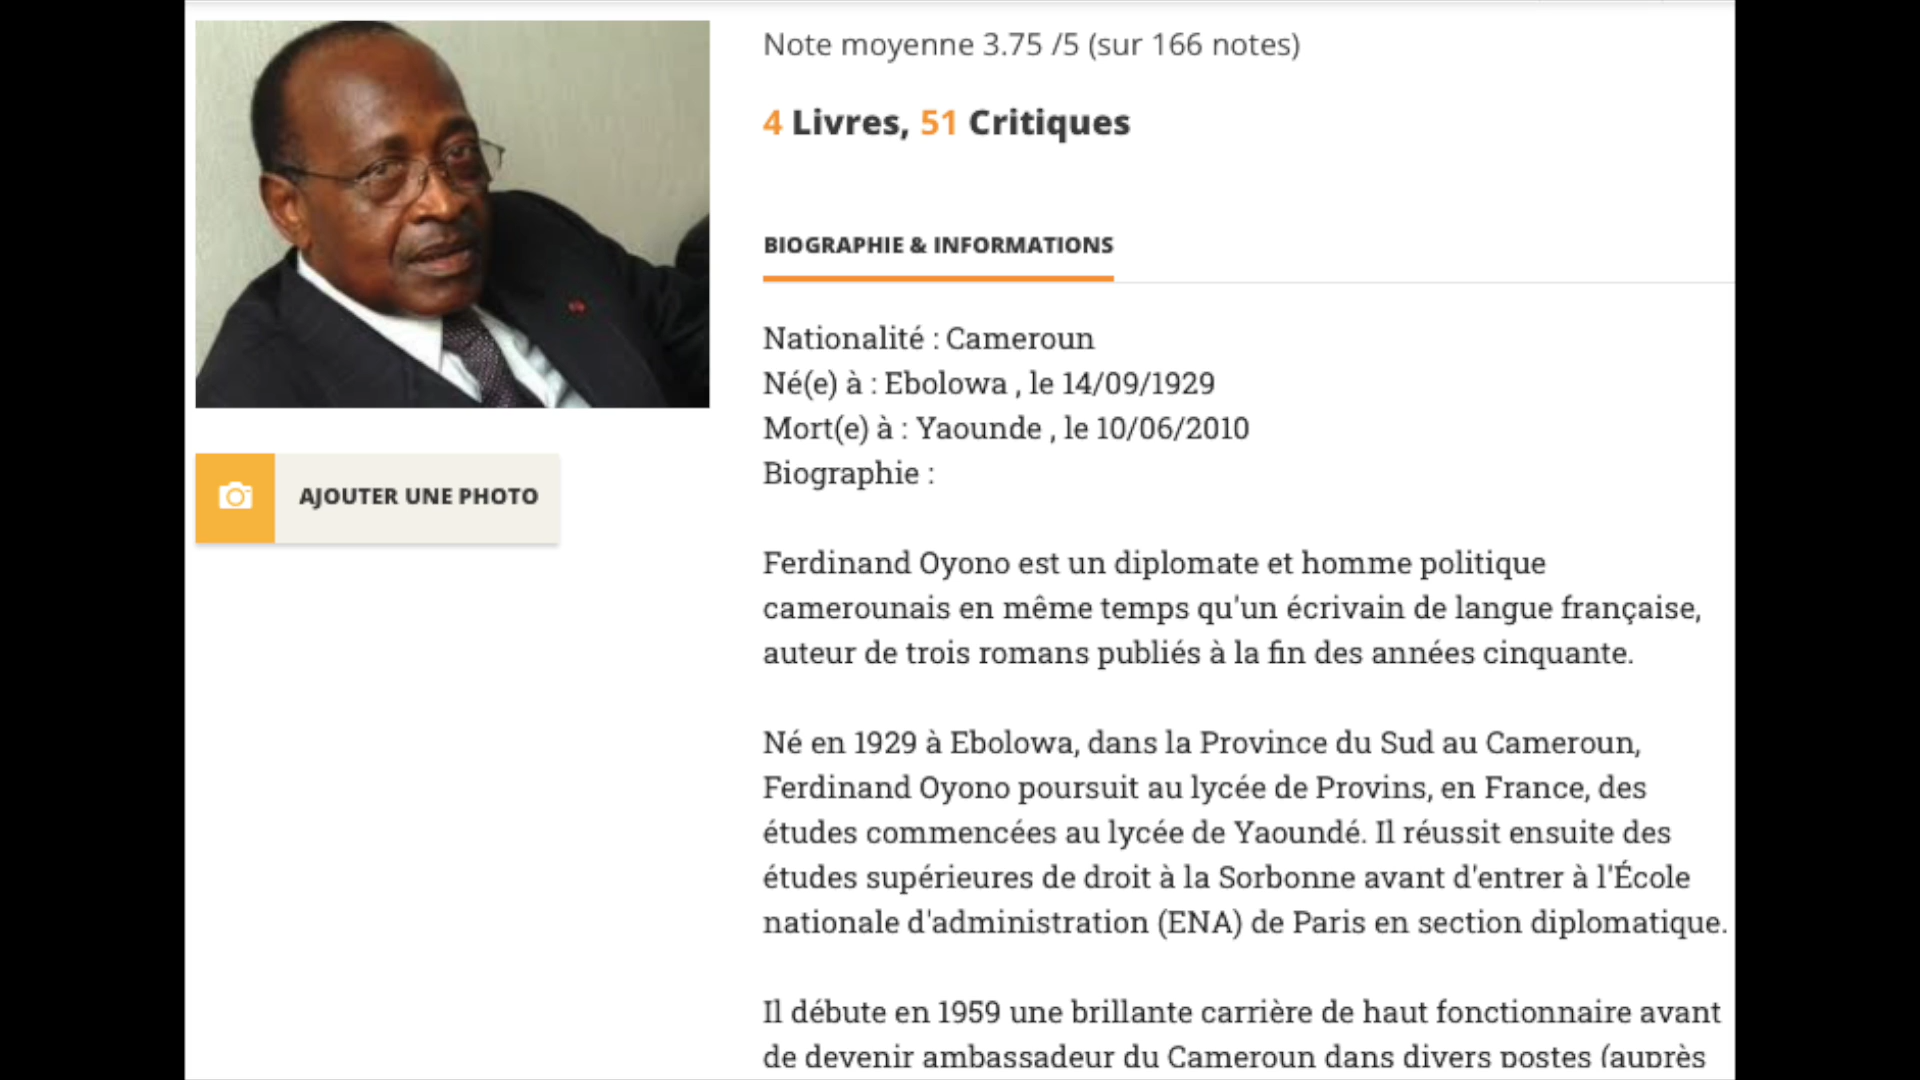 Note moyenne 3.75 /5 (sur 166 notes)
4 Livres, 51 Critiques
BIOGRAPHIE & INFORMATIONS
Nationalité : Cameroun
Né(e) à : Ebolowa , le 14/09/1929
Mort(e) à : Yaounde , le 10/06/2010
Biographie :
AJOUTER UNE PHOTO
Ferdinand Oyono est un diplomate et homme politique
camerounais en même temps qu'un écrivain de langue française,
auteur de trois romans publiés à la fin des années cinquante.
Né en 1929 à Ebolowa, dans la Province du Sud au Cameroun,
Ferdinand Oyono poursuit au lycée de Provins, en France, des
études commencées au lycée de Yaoundé. Il réussit ensuite des
études supérieures de droit à la Sorbonne avant d'entrer à l'École
nationale d'administration (ENA) de Paris en section diplomatique.
Il débute en 1959 une brillante carrière de haut fonctionnaire avant
de devenir ambassadeur du Cameroun dans divers postes (auprès